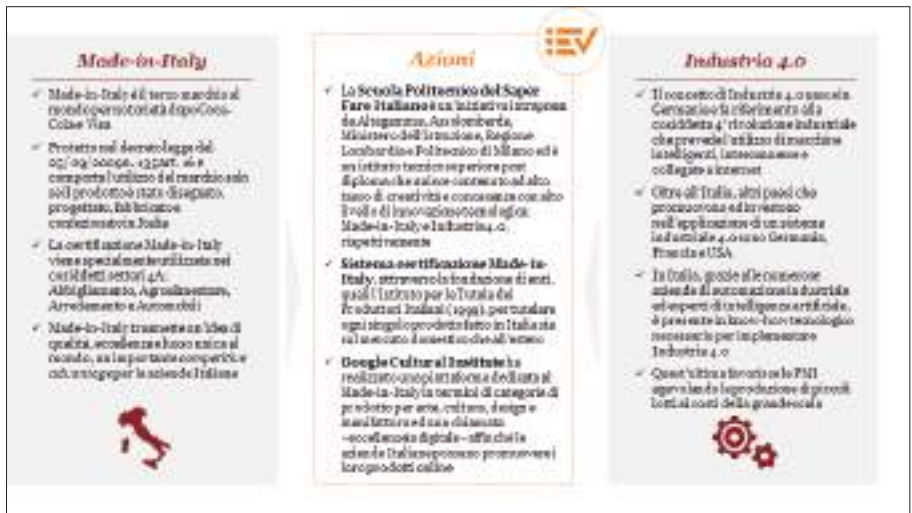 Made-in-Italy
Made-in-Italy è il terzo marchio al
mondo per notorietà dopo Coca-
Cola e Visa
Protetto nel decreto legge del
25/09/2009n. 135art. 16 e
comporta l'utilizzo del marchio solo
se il prodotto è stato disegnato,
progettato, fabbricato e
confezionato in Italia
La certificazione Made-in-Italy
viene specialmente utilizzata nei
cosiddetti settori 4A:
Abbigliamento, Agroalimentare,
Arredamento e Automobili
Made-in-Italy trasmette un'idea di
qualità, eccellenza e lusso unica al
mondo, un importante competitive
advantage per le aziende Italiane
Azioni
La Scuola Politecnica del Saper
Fare Italiano è un'iniziativa intrapresa
da Altagamma, Assolombarda,
Ministero dell'istruzione, Regione
Lombardia e Politecnico di Milano ed è
un istituto tecnico superiore post
diploma che unisce contenuto ad alto
tasso di creatività e conoscenze con alto
livello di innovazione tecnologica:
Made-in-Italy e Industria 4.0,
rispettivamente
Sistema certificazione Made-in-
Italy, attraverso la fondazione di enti,
quali l'Istituto per la Tutela dei
Produttori Italiani (1999), per tutelare
ogni singolo prodotto fatto in Italia sia
sul mercato domestico che all'estero
Google Cultural Institute ha
realizzato una piattaforma dedicata al
Made-in-Italy in termini di categorie di
prodotto per arte, cultura, design e
manifattura ed una chiamata
–eccellenze in digitale– affinché le
aziende Italiane possano promuovere i
loro prodotti online
Industria 4.0
Il concetto di Industria 4.0 nasce in
Germania e fa riferimento alla
cosiddetta 4° rivoluzione industriale
che prevede l'utilizzo di macchine
intelligenti, interconnesse e
collegate a internet
Oltre all'Italia, altri paesi che
promuovono ed investono
nell'applicazione di un sistema
industriale 4.0 sono Germania,
Francia e USA
In Italia, grazie alle numerose
aziende di automazione industriale
ed esperti di intelligenza artificiale,
è presente in know-how tecnologico
necessario per implementare
Industria 4.0
Quest'ultima favorisce le PMI
agevolando la produzione di piccoli
lotti ai costi della grande scala